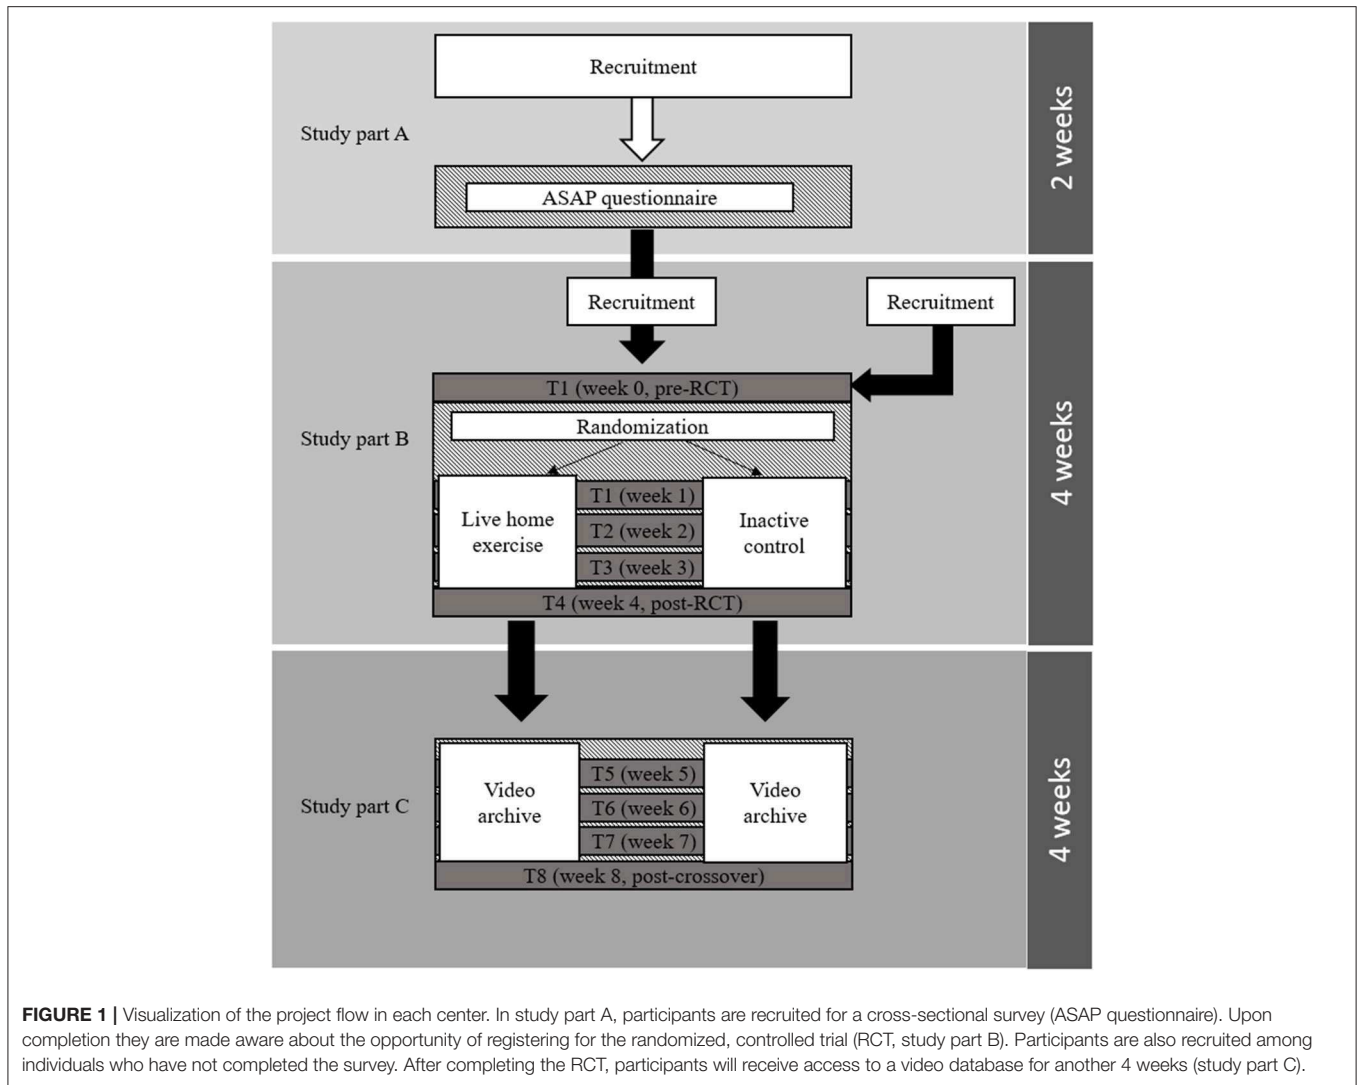 Recruitment
Study part A
2 weeks
ASAP questionnaire
Recruitment
Recruitment
T1 (week 0, pre-RCT)
Study part B
4 weeks
Randomization
T1 (week 1)
Live home
exercise
T2 (week 2)
Inactive
control
T3 (week 3)
T4 (week 4, post-RCT)
Study part C
4 weeks
Video
archive
T5 (week 5)
T6 (week 6)
T7 (week 7)
Video
archive
T8 (week 8, post-crossover)
FIGURE 1 | Visualization of the project flow in each center. In study part A, participants are recruited for a cross-sectional survey (ASAP questionnaire). Upon
completion they are made aware about the opportunity of registering for the randomized, controlled trial (RCT, study part B). Participants are also recruited among
individuals who have not completed the survey. After completing the RCT, participants will receive access to a video database for another 4 weeks (study part C).